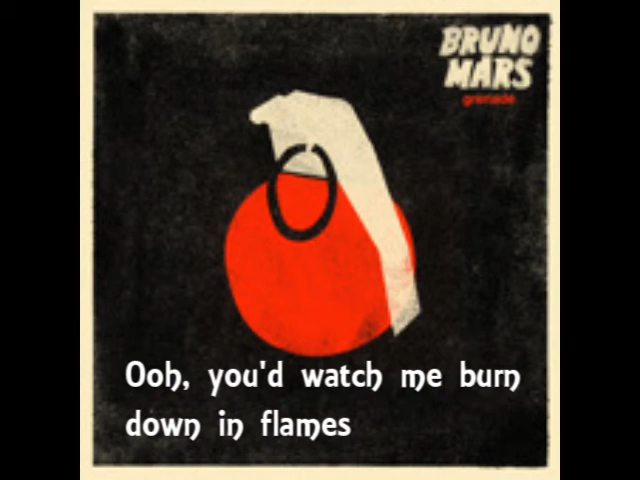 BRUNO
MARS
grenade
Ooh, you'd watch me burn
down in flames